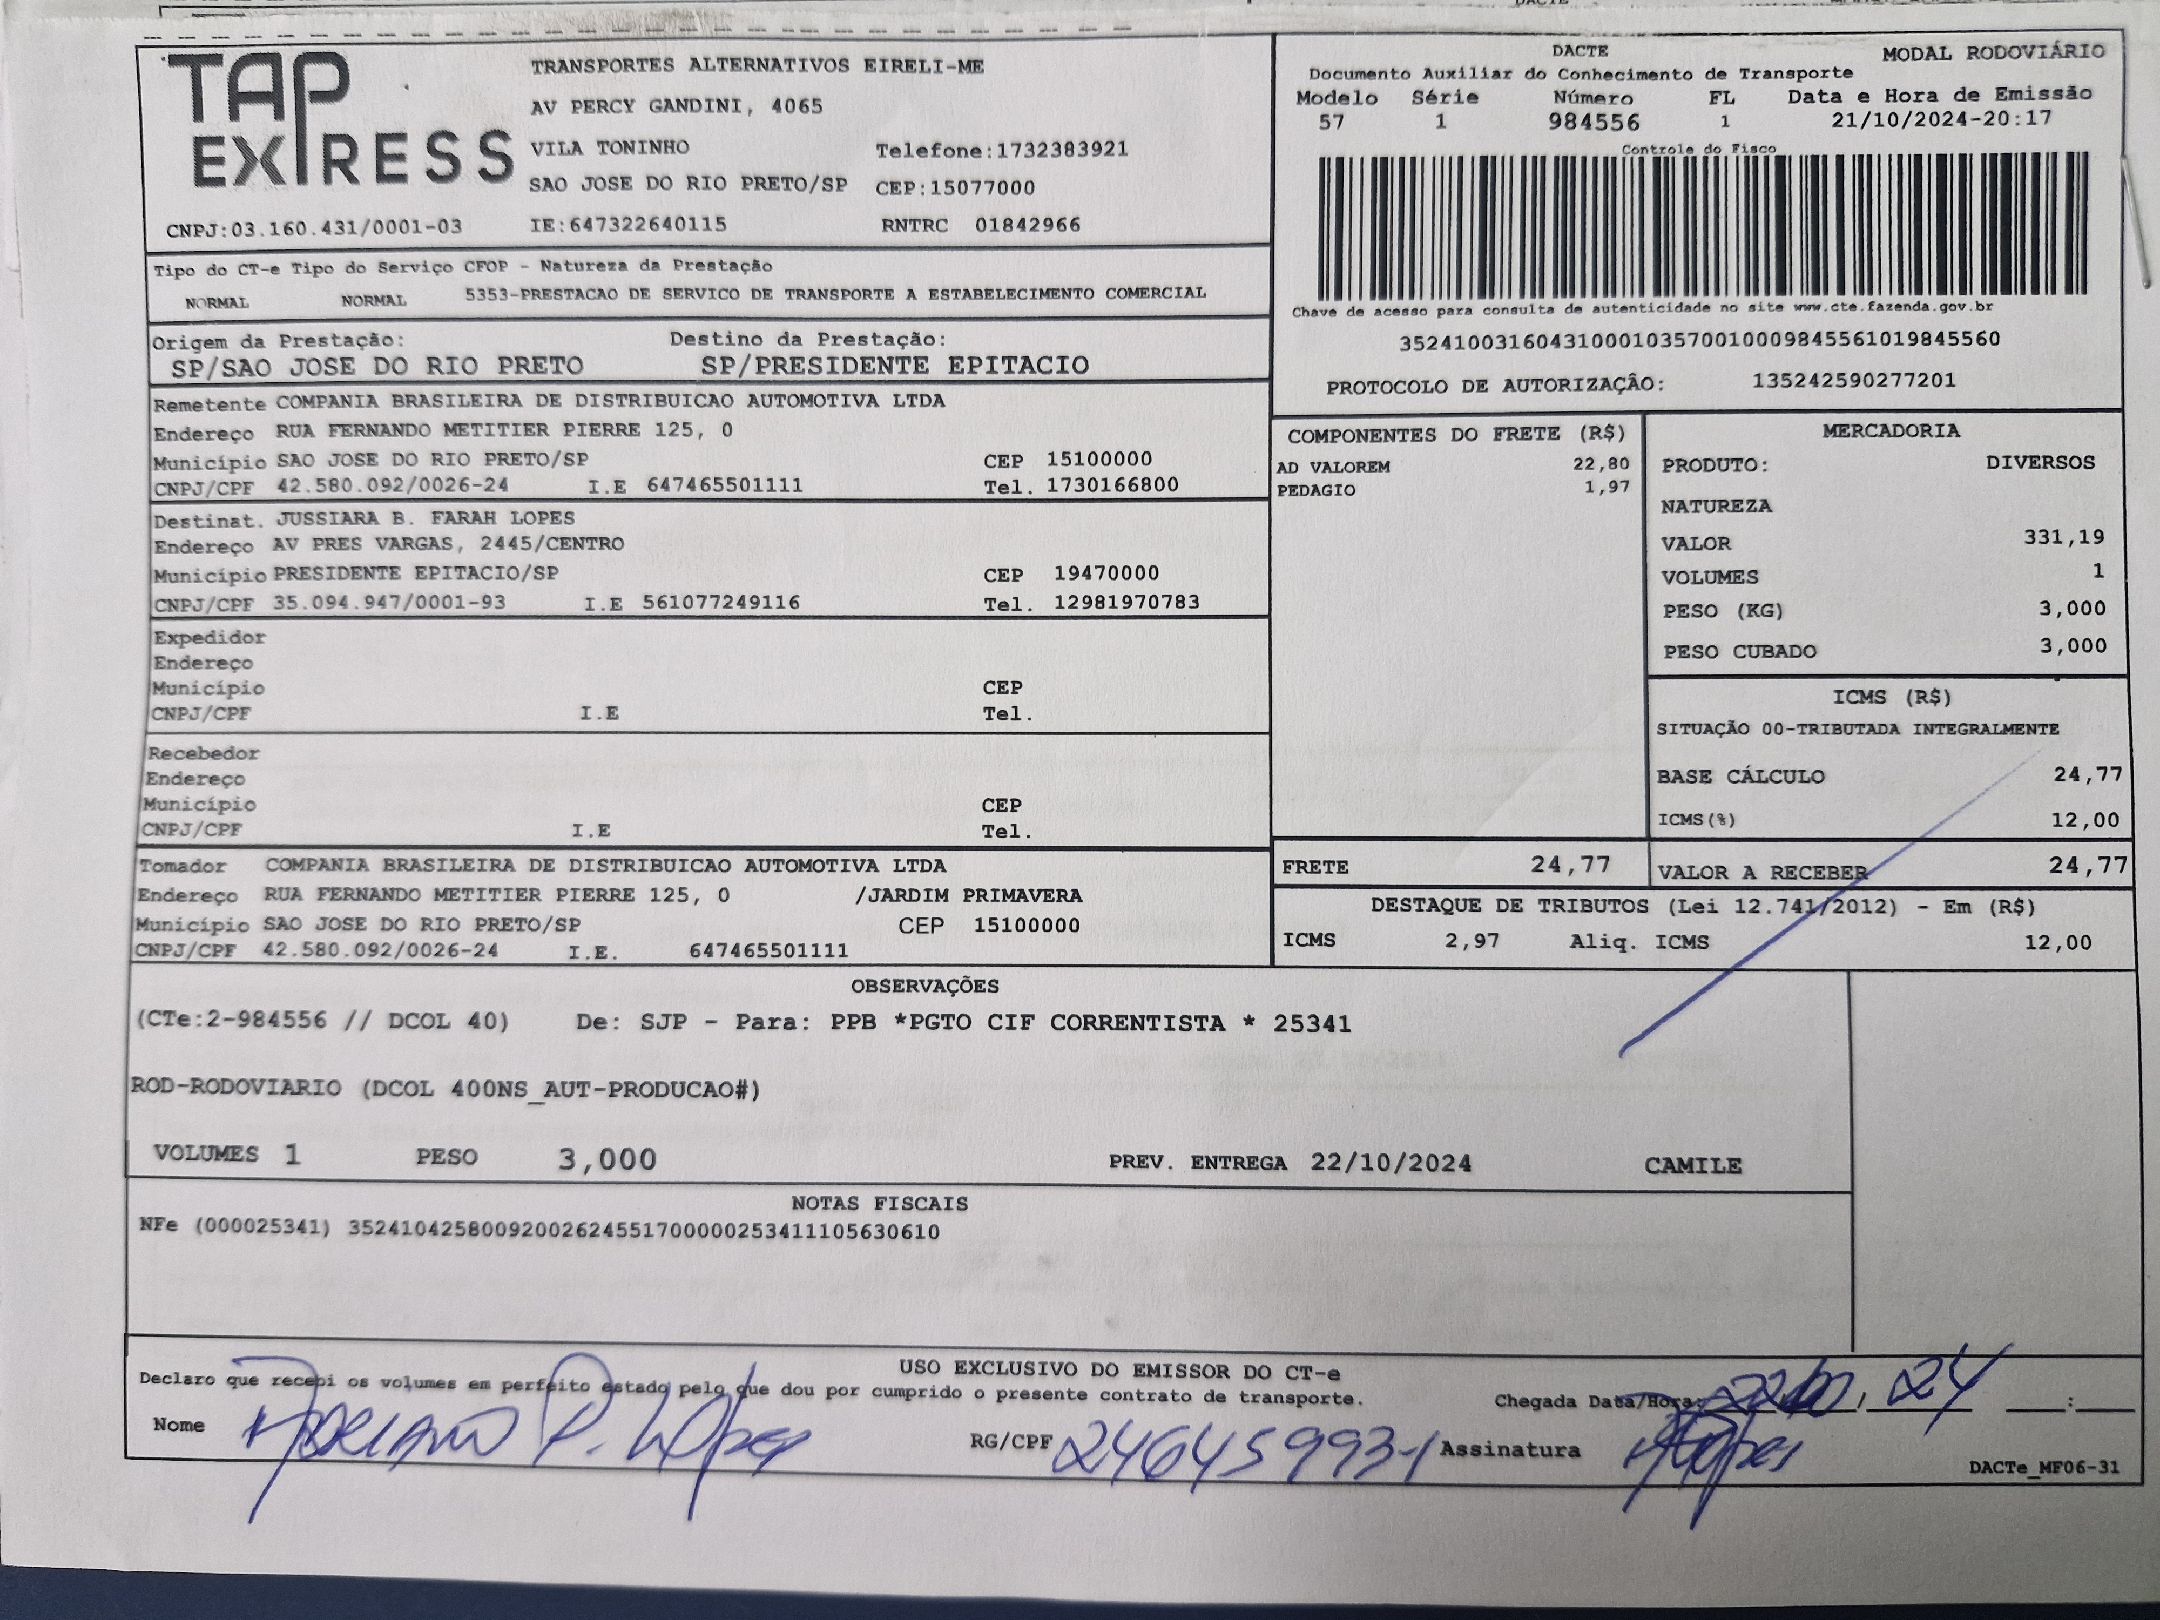 TAP
EXPRESS
TRANSPORTES ALTERNATIVOS EIRELI-ME
AV PERCY GANDINI, 4065
VILA TONINHO Telefone:1732383921
SAO JOSE DO RIO PRETO/SP CEP:15077000
CNPJ:03.160.431/0001-03 IE:647322640115 RNTRC 01842966
DACTE MODAL RODOVIÁRIO
Documento Auxiliar do Conhecimento de Transporte
Modelo Série Número FL Data e Hora de Emissão
57 1 984556 1 21/10/2024-20:17
Controle do Fisco
Chave de acesso para consulta de autenticidade no site www.cte.fazenda.gov.br
35241003160431000103570010009845561019845560
PROTOCOLO DE AUTORIZAÇÃO: 135242590277201
Tipo do CT-e Tipo do Serviço CFOP - Natureza da Prestação
NORMAL NORMAL 5353-PRESTACAO DE SERVICO DE TRANSPORTE A ESTABELECIMENTO COMERCIAL
Origem da Prestação: Destino da Prestação:
SP/SAO JOSE DO RIO PRETO SP/PRESIDENTE EPITACIO
Remetente COMPANIA BRASILEIRA DE DISTRIBUICAO AUTOMOTIVA LTDA
Endereço RUA FERNANDO METITIER PIERRE 125, 0
Município SAO JOSE DO RIO PRETO/SP CEP 15100000
CNPJ/CPF 42.580.092/0026-24 I.E 647465501111 Tel. 1730166800
Destinat. JUSSIARA B. FARAH LOPES
Endereço AV PRES VARGAS, 2445/CENTRO
Município PRESIDENTE EPITACIO/SP CEP 19470000
CNPJ/CPF 35.094.947/0001-93 I.E 561077249116 Tel. 12981970783
Expedidor
Endereço
Município CEP
CNPJ/CPF I.E Tel.
Recebedor
Endereço
Município CEP
CNPJ/CPF I.E Tel.
Tomador COMPANIA BRASILEIRA DE DISTRIBUICAO AUTOMOTIVA LTDA
Endereço RUA FERNANDO METITIER PIERRE 125, 0 /JARDIM PRIMAVERA
Município SAO JOSE DO RIO PRETO/SP CEP 15100000
CNPJ/CPF 42.580.092/0026-24 I.E. 647465501111
COMPONENTES DO FRETE (R$)
AD VALOREM 22,80
PEDAGIO 1,97
MERCADORIA
PRODUTO: DIVERSOS
NATUREZA
VALOR 331,19
VOLUMES 1
PESO (KG) 3,000
PESO CUBADO 3,000
ICMS (R$)
SITUAÇÃO 00-TRIBUTADA INTEGRALMENTE
BASE CÁLCULO 24,77
ICMS(%) 12,00
FRETE 24,77 VALOR A RECEBER 24,77
DESTAQUE DE TRIBUTOS (Lei 12.741/2012) - Em (R$)
ICMS 2,97 Aliq. ICMS 12,00
OBSERVAÇÕES
(CTe:2-984556 // DCOL 40) De: SJP - Para: PPB *PGTO CIF CORRENTISTA * 25341
ROD-RODOVIARIO (DCOL 400NS_AUT-PRODUCAO#)
VOLUMES 1 PESO 3,000 PREV. ENTREGA 22/10/2024 CAMILE
NOTAS FISCAIS
NFe (000025341) 35241042580092002624551700000253411105630610
USO EXCLUSIVO DO EMISSOR DO CT-e
Declaro que recebi os volumes em perfeito estado pelo que dou por cumprido o presente contrato de transporte.
Chegada Data/Hora: 24 :
Nome ADRIANO P. Lopes RG/CPF 24645993-1 Assinatura
DACTe_MF06-31